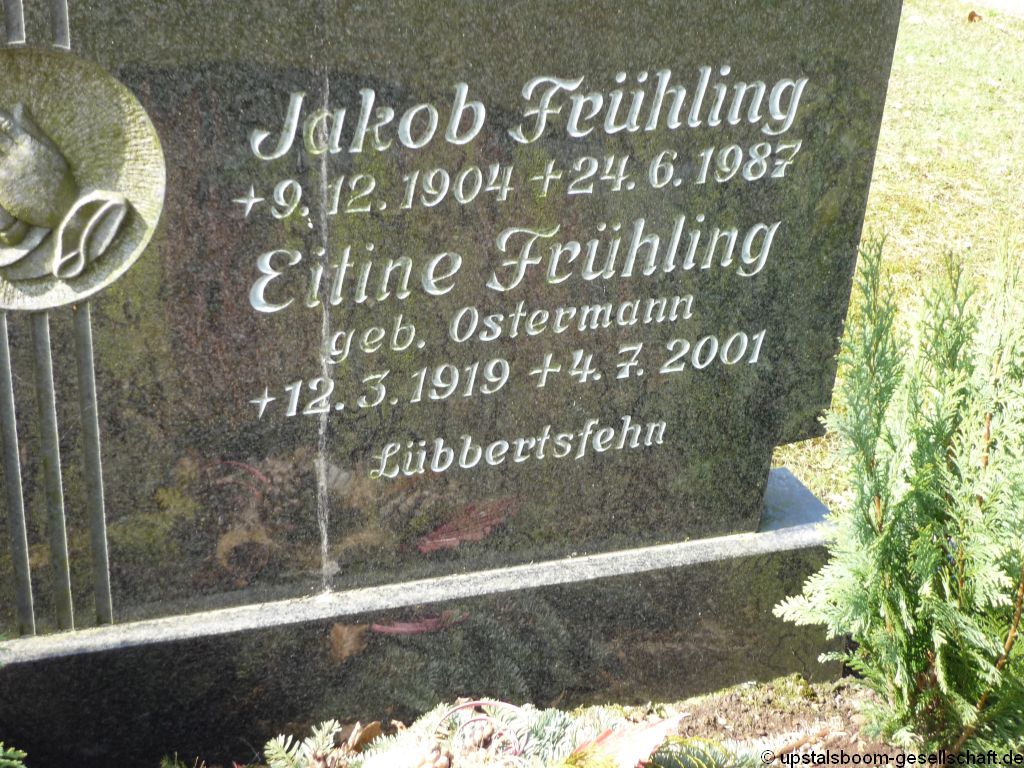 Jakob Frühling
+9. 12. 1904 +24. 6. 1987
Eitine Frühling
geb. Ostermann
+12. 3. 1919 +4. 7. 2001
Lübbertsfehn
© upstalsboom-gesellschaft.de